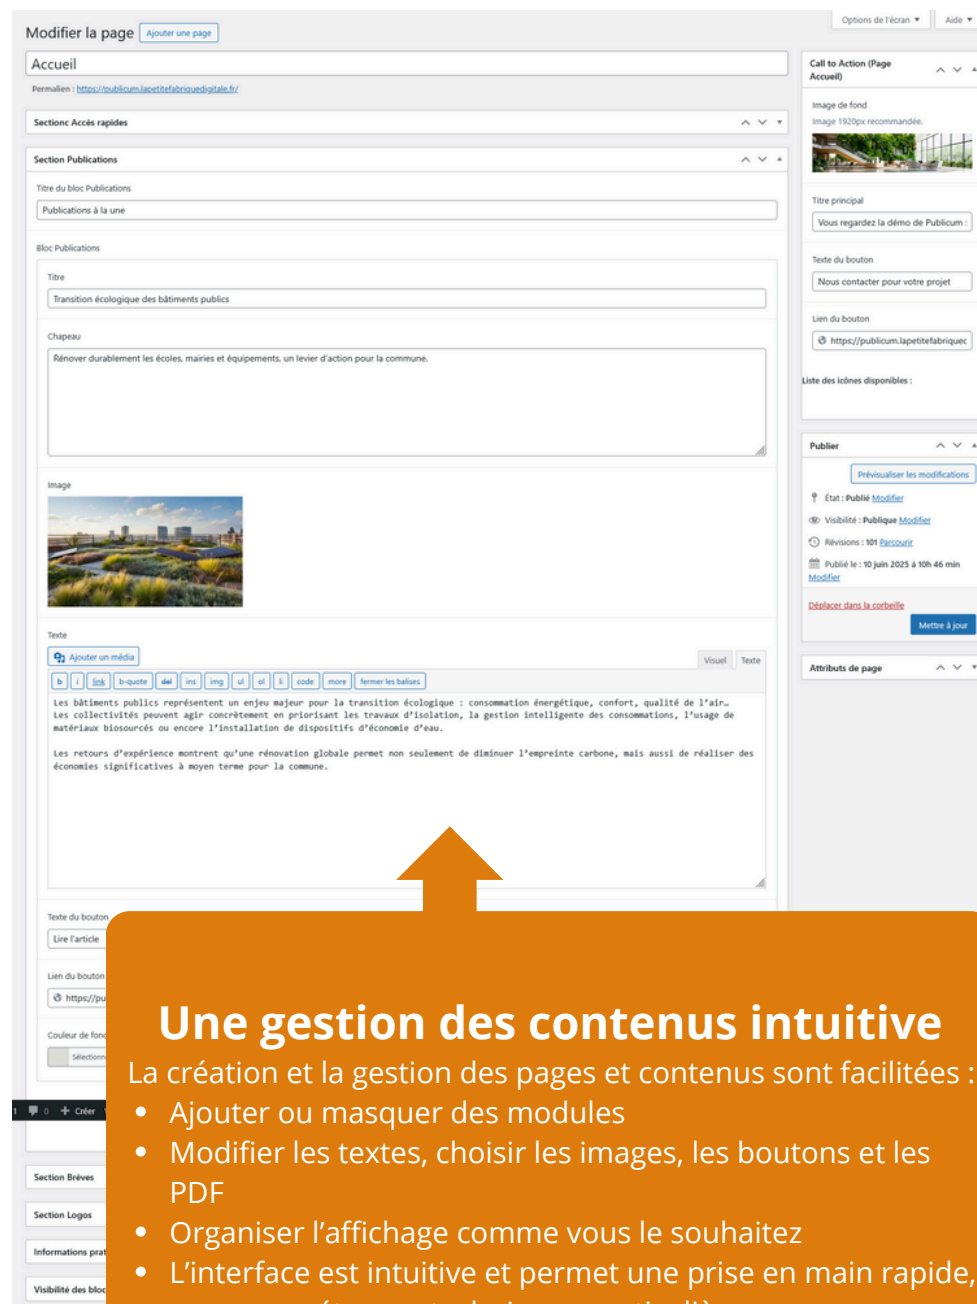 Options de l'écran ▼ Aide ▼
Modifier la page Ajouter une page
Accueil
Permalien : https://publicum.lapetitefabriquedigitale.fr/
Sectionc Accès rapides
Section Publications
Titre du bloc Publications
Publications à la une
Bloc Publications
Titre
Transition écologique des bâtiments publics
Chapeau
Rénover durablement les écoles, mairies et équipements, un levier d'action pour la commune.
Image
Texte
Ajouter un média
Visuel Texte
b i link b-quote del ins img ul ol li code more fermer les balises
Les bâtiments publics représentent un enjeu majeur pour la transition écologique : consommation énergétique, confort, qualité de l'air…
Les collectivités peuvent agir concrètement en priorisant les travaux d'isolation, la gestion intelligente des consommations, l'usage de
matériaux biosourcés ou encore l'installation de dispositifs d'économie d'eau.
Les retours d'expérience montrent qu'une rénovation globale permet non seulement de diminuer l'empreinte carbone, mais aussi de réaliser des
économies significatives à moyen terme pour la commune.
Texte du bouton
Lire l'article
Lien du bouton
https://pu
Couleur de fond
Sélectionn
1 0 + Créer
Section Brèves
Section Logos
Informations prat
Visibilité des bloc
Call to Action (Page
Accueil)
Image de fond
Image 1920px recommandée.
Titre principal
Vous regardez la démo de Publicum :
Texte du bouton
Nous contacter pour votre projet
Lien du bouton
https://publicum.lapetitefabriquec
Liste des icônes disponibles :
Publier
Prévisualiser les modifications
État : Publié Modifier
Visibilité : Publique Modifier
Révisions : 101 Parcourir
Publié le : 10 juin 2025 à 10h 46 min
Modifier
Déplacer dans la corbeille
Mettre à jour
Attributs de page
Une gestion des contenus intuitive
La création et la gestion des pages et contenus sont facilitées :
• Ajouter ou masquer des modules
• Modifier les textes, choisir les images, les boutons et les
PDF
• Organiser l'affichage comme vous le souhaitez
• L'interface est intuitive et permet une prise en main rapide,